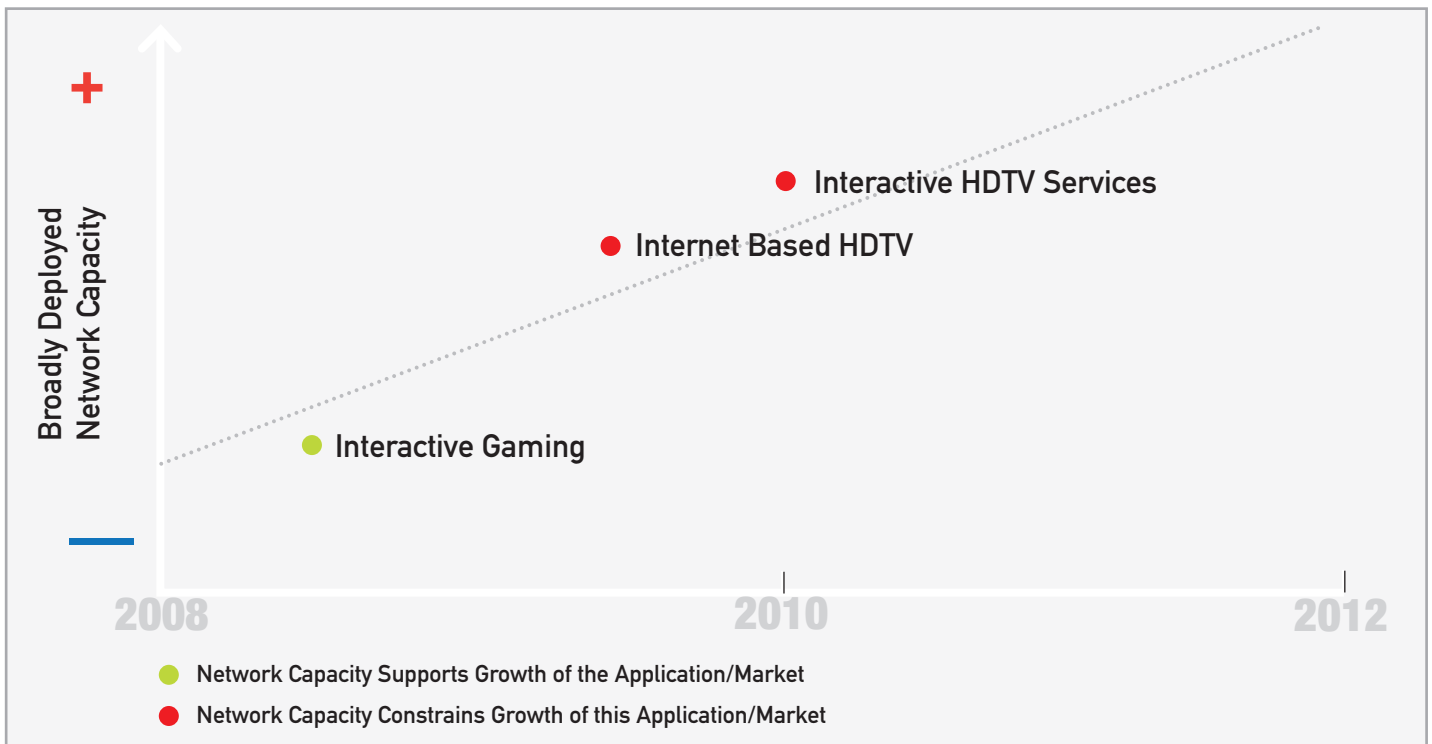 +
Broadly Deployed
Network Capacity
Interactive HDTV Services
Internet Based HDTV
Interactive Gaming
2008
2010
2012
Network Capacity Supports Growth of the Application/Market
Network Capacity Constrains Growth of this Application/Market